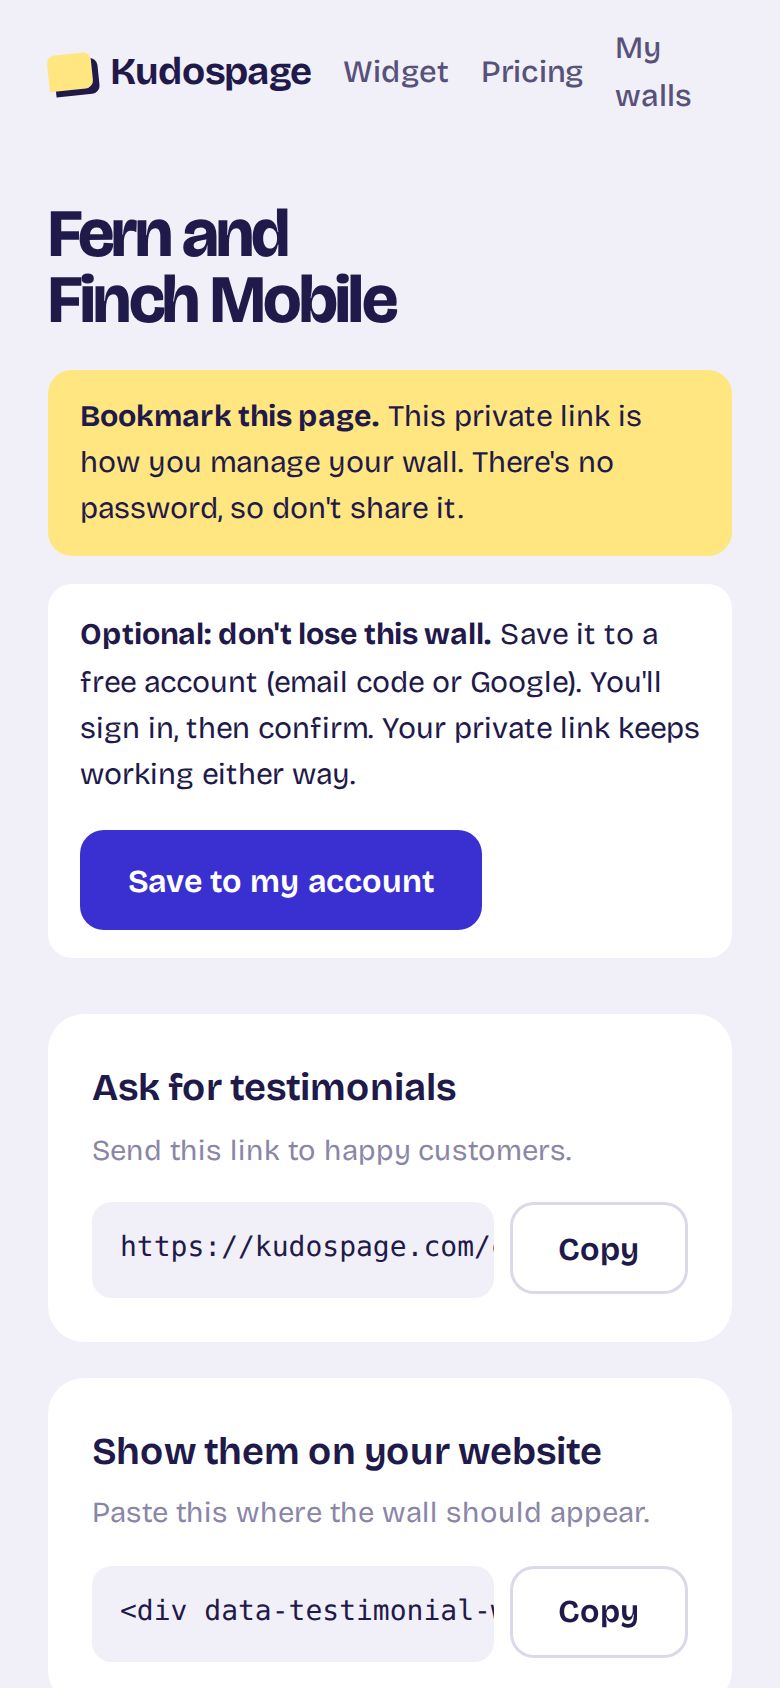 Kudospage Widget Pricing My walls
Fern and
Finch Mobile
Bookmark this page. This private link is
how you manage your wall. There's no
password, so don't share it.
Optional: don't lose this wall. Save it to a
free account (email code or Google). You'll
sign in, then confirm. Your private link keeps
working either way.
Save to my account
Ask for testimonials
Send this link to happy customers.
https://kudospage.com/
Copy
Show them on your website
Paste this where the wall should appear.
<div data-testimonial-
Copy